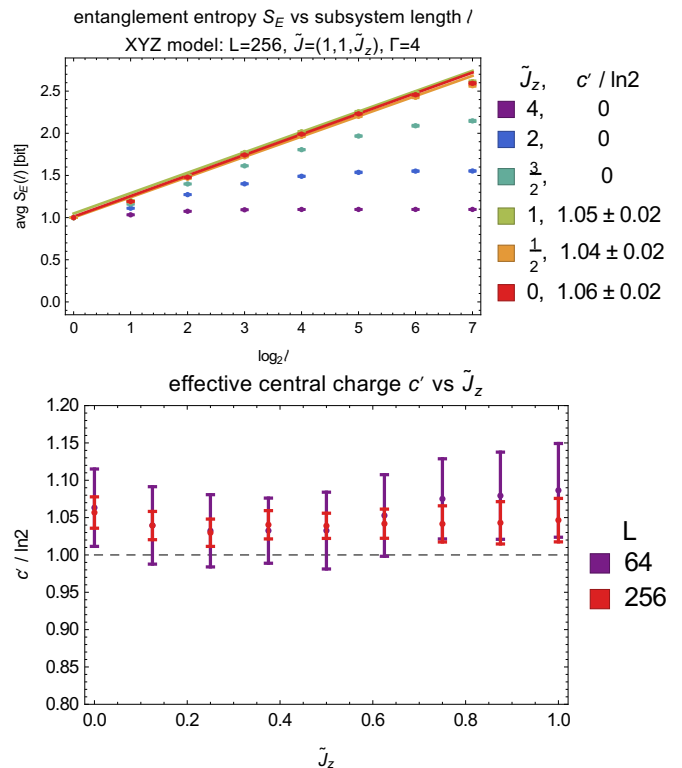 entanglement entropy S_E vs subsystem length l
XYZ model: L=256, J̃=(1,1,J̃_z), Γ=4
avg S_E(l) [bit]
2.5
2.0
1.5
1.0
0.5
0.0
0 1 2 3 4 5 6 7
log₂l
J̃_z, c′ / ln2
4, 0
2, 0
3/2, 0
1, 1.05 ± 0.02
1/2, 1.04 ± 0.02
0, 1.06 ± 0.02
effective central charge c′ vs J̃_z
c′ / ln2
1.20
1.15
1.10
1.05
1.00
0.95
0.90
0.85
0.80
0.0 0.2 0.4 0.6 0.8 1.0
J̃_z
L
64
256